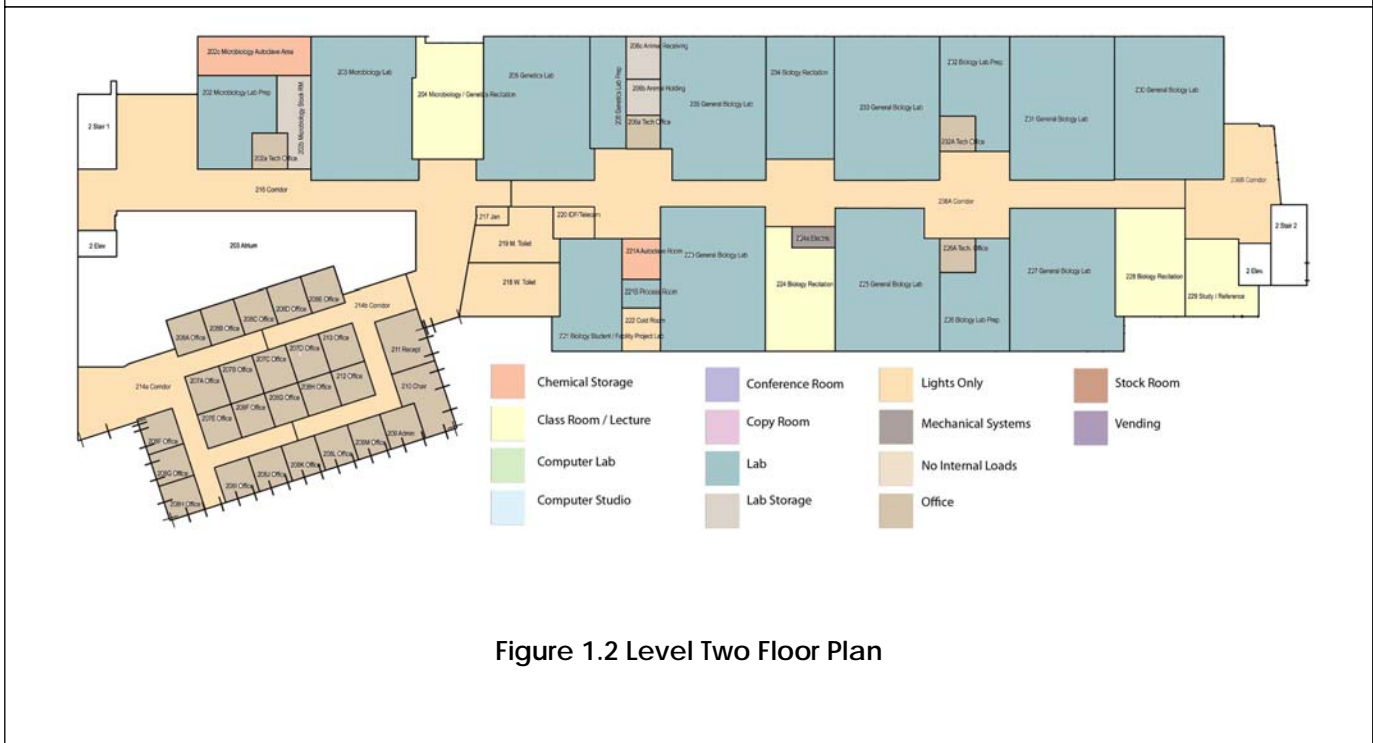 202c Microbiology Autoclave Area
202 Microbiology Lab Prep
202b Microbiology Stock RM
202a Tech Office
203 Microbiology Lab
204 Microbiology / Genetics Recitation
205 Genetics Lab
206 Genetics Lab Prep
206c Animal Receiving
206b Animal Holding
206a Tech Office
235 General Biology Lab
234 Biology Recitation
233 General Biology Lab
232 Biology Lab Prep
232A Tech Office
231 General Biology Lab
230 General Biology Lab
2 Stair 1
216 Corridor
236A Corridor
236B Corridor
2 Elev
203 Atrium
217 Jan
220 IDF/Telecom
219 M. Toilet
218 W. Toilet
221A Autoclave Room
221B Process Room
222 Cold Room
221 Biology Student / Faculty Project Lab
223 General Biology Lab
224a Electric
224 Biology Recitation
225 General Biology Lab
226A Tech. Office
226 Biology Lab Prep.
227 General Biology Lab
228 Biology Recitation
229 Study / Reference
2 Elev
2 Stair 2
208A Office
208B Office
208C Office
208D Office
208E Office
214b Corridor
214a Corridor
207A Office
207B Office
207C Office
207D Office
213 Office
207E Office
208F Office
208G Office
208H Office
212 Office
211 Recept
210 Chair
208F Office
208G Office
208H Office
208I Office
208J Office
208K Office
208L Office
208M Office
209 Admin
Chemical Storage
Class Room / Lecture
Computer Lab
Computer Studio
Conference Room
Copy Room
Lab
Lab Storage
Lights Only
Mechanical Systems
No Internal Loads
Office
Stock Room
Vending
Figure 1.2 Level Two Floor Plan